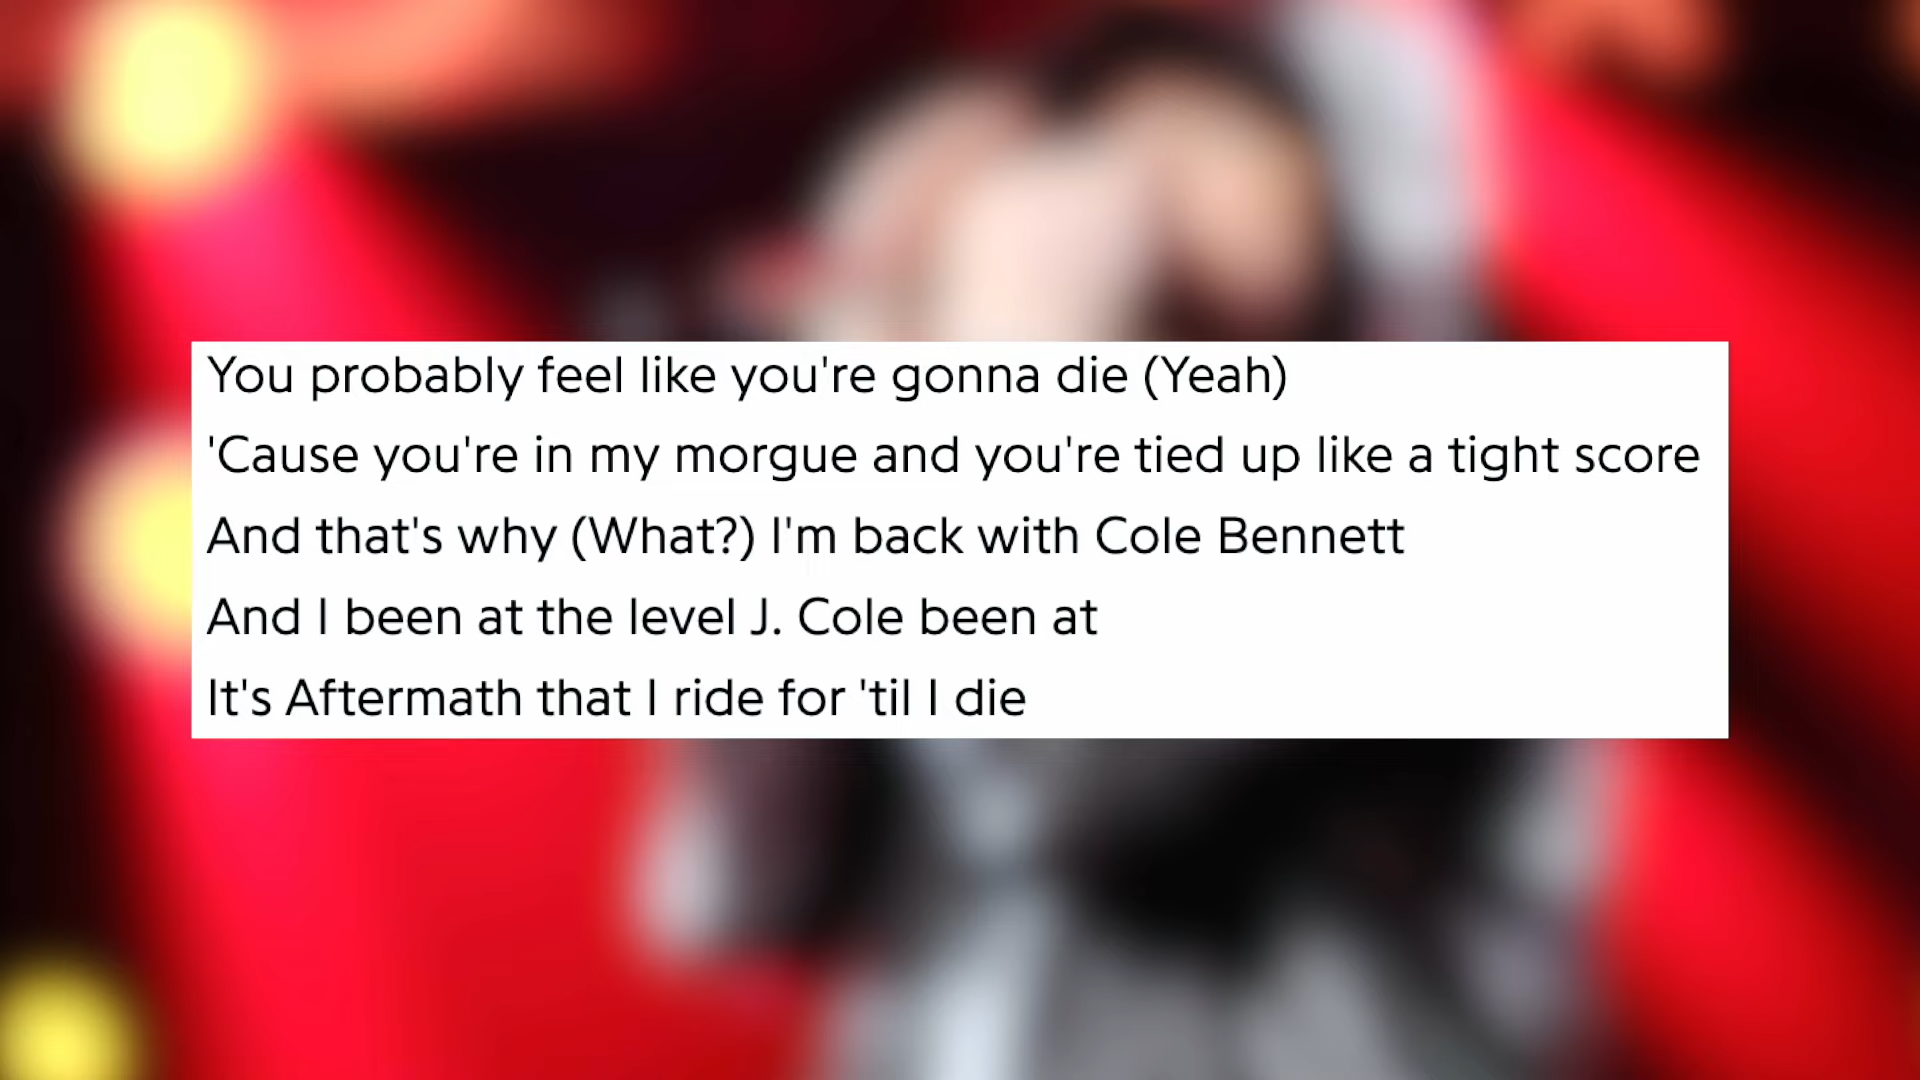 You probably feel like you're gonna die (Yeah)
'Cause you're in my morgue and you're tied up like a tight score
And that's why (What?) I'm back with Cole Bennett
And I been at the level J. Cole been at
It's Aftermath that I ride for 'til I die